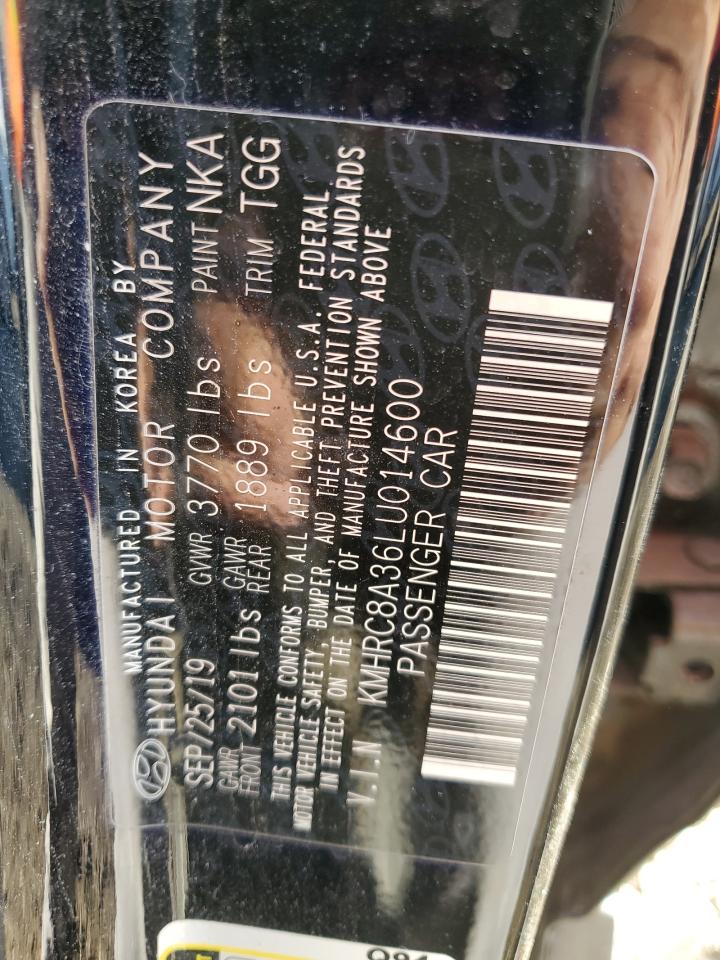 MANUFACTURED IN KOREA BY
HYUNDAI MOTOR COMPANY
SEP/25/19 GVWR 3770 lbs PAINT NKA
GAWR FRONT 2101 lbs GAWR REAR 1889 lbs TRIM TGG
THIS VEHICLE CONFORMS TO ALL APPLICABLE U.S.A. FEDERAL
MOTOR VEHICLE SAFETY, BUMPER, AND THEFT PREVENTION STANDARDS
IN EFFECT ON THE DATE OF MANUFACTURE SHOWN ABOVE
V.I.N KMHRC8A36LU014600
PASSENGER CAR